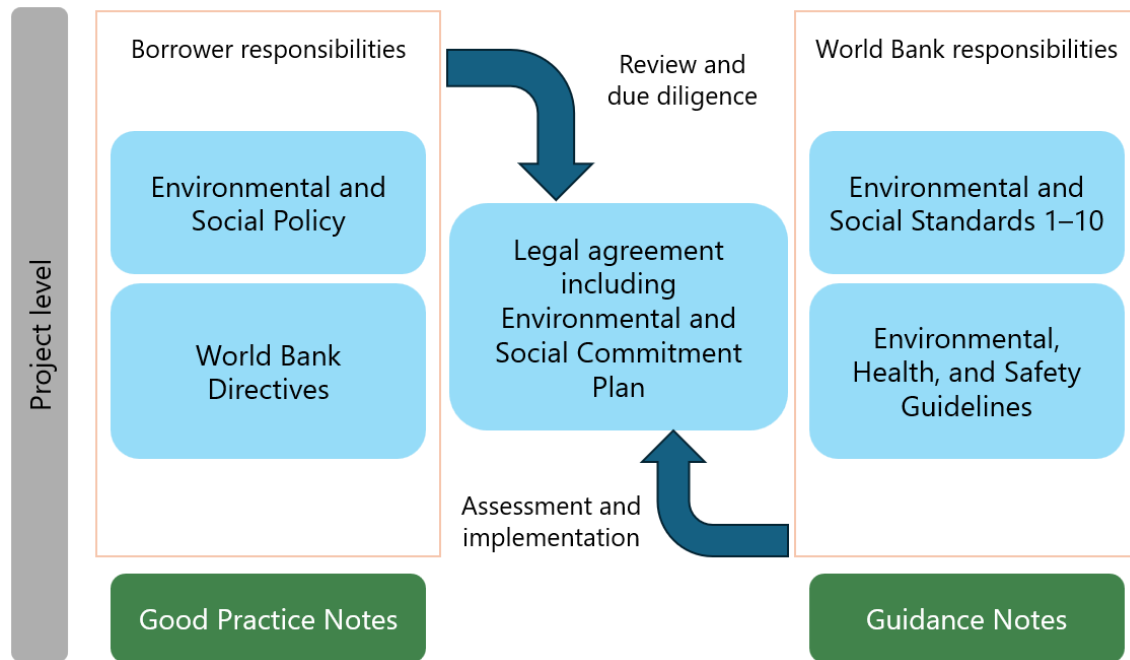 Project level
Borrower responsibilities
Environmental and
Social Policy
World Bank
Directives
Good Practice Notes
Review and
due diligence
Legal agreement
including
Environmental and
Social Commitment
Plan
Assessment and
implementation
World Bank responsibilities
Environmental and
Social Standards 1–10
Environmental,
Health, and Safety
Guidelines
Guidance Notes